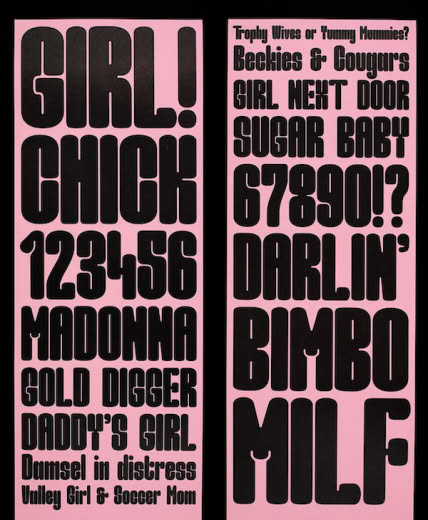 GIRL!
CHICK
123456
MADONNA
GOLD DIGGER
DADDY'S GIRL
Damsel in distress
Valley Girl & Soccer Mom
Trophy Wives or Yummy Mummies?
Beckies & Cougars
GIRL NEXT DOOR
SUGAR BABY
67890!?
DARLIN'
BIMBO
MILF